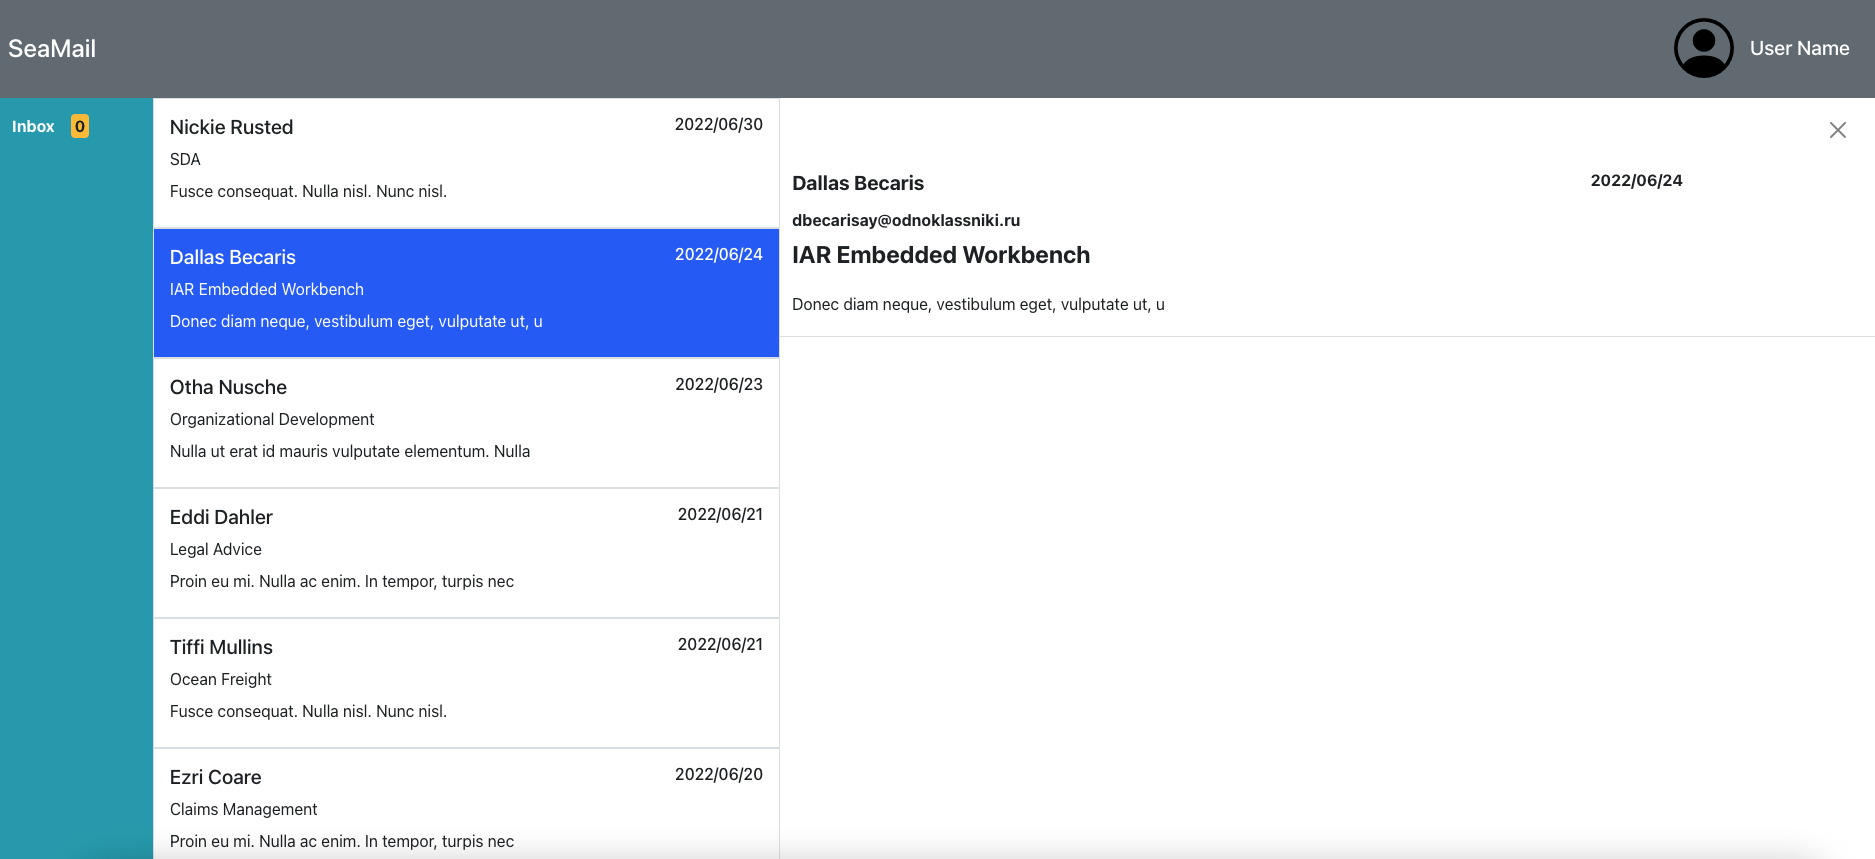 SeaMail
User Name
Inbox 0
Nickie Rusted 2022/06/30
SDA
Fusce consequat. Nulla nisl. Nunc nisl.
Dallas Becaris 2022/06/24
IAR Embedded Workbench
Donec diam neque, vestibulum eget, vulputate ut, u
Otha Nusche 2022/06/23
Organizational Development
Nulla ut erat id mauris vulputate elementum. Nulla
Eddi Dahler 2022/06/21
Legal Advice
Proin eu mi. Nulla ac enim. In tempor, turpis nec
Tiffi Mullins 2022/06/21
Ocean Freight
Fusce consequat. Nulla nisl. Nunc nisl.
Ezri Coare 2022/06/20
Claims Management
Proin eu mi. Nulla ac enim. In tempor, turpis nec
Dallas Becaris 2022/06/24
dbecarisay@odnoklassniki.ru
IAR Embedded Workbench
Donec diam neque, vestibulum eget, vulputate ut, u